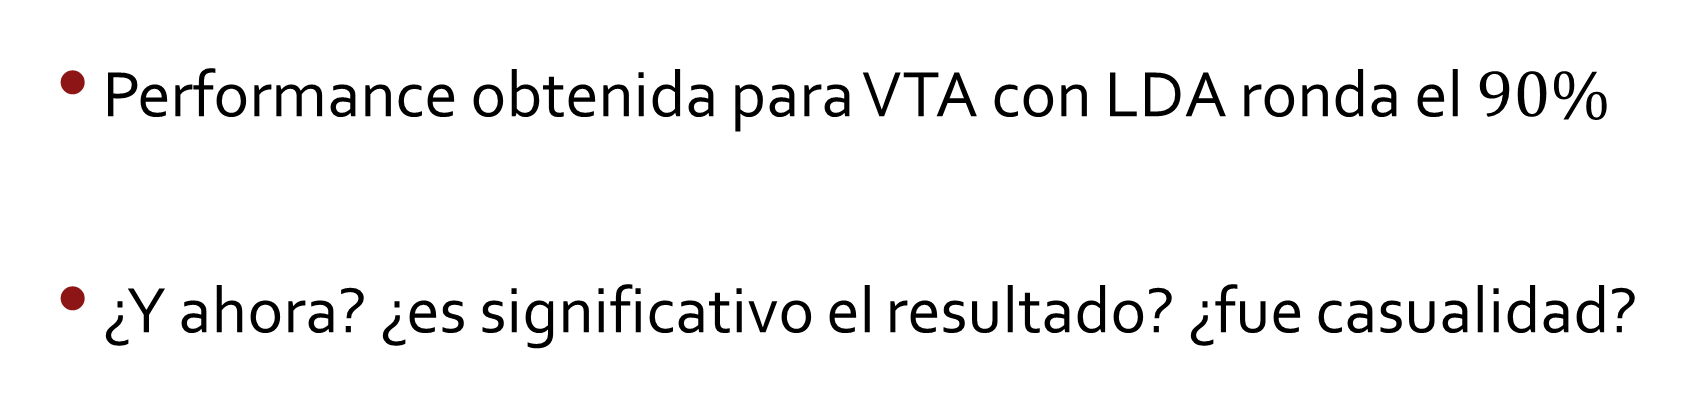 • Performance obtenida para VTA con LDA ronda el 90%
• ¿Y ahora? ¿es significativo el resultado? ¿fue casualidad?